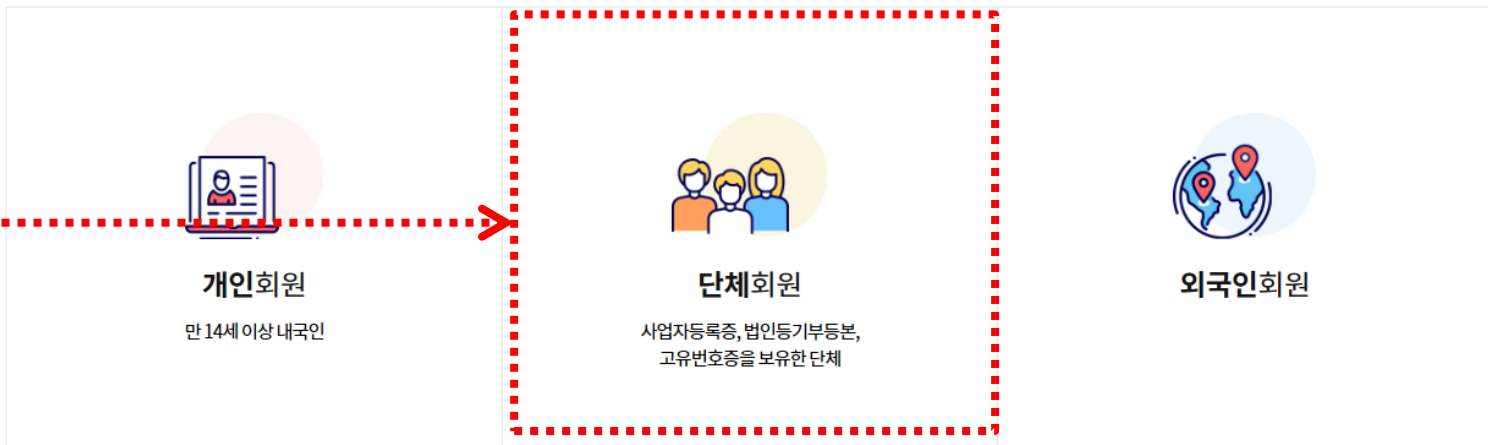 개인회원
만 14세 이상 내국인
단체회원
사업자등록증, 법인등기부등본,
고유번호증을 보유한 단체
외국인회원